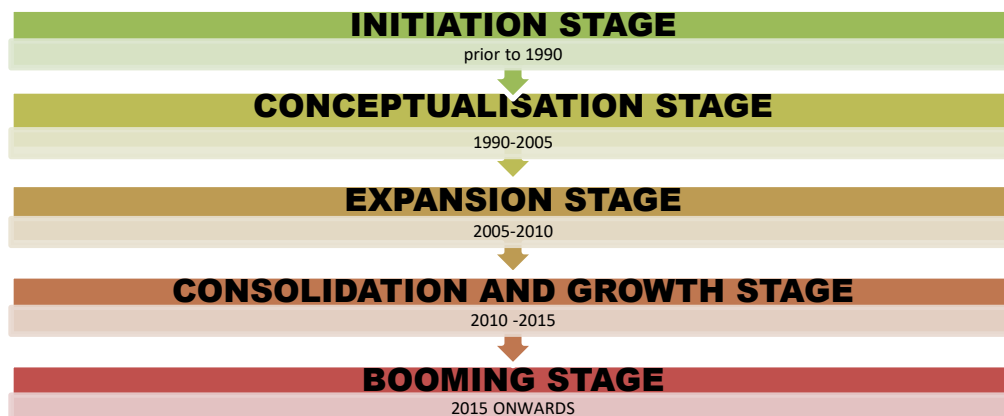 INITIATION STAGE
prior to 1990
CONCEPTUALISATION STAGE
1990-2005
EXPANSION STAGE
2005-2010
CONSOLIDATION AND GROWTH STAGE
2010 -2015
BOOMING STAGE
2015 ONWARDS